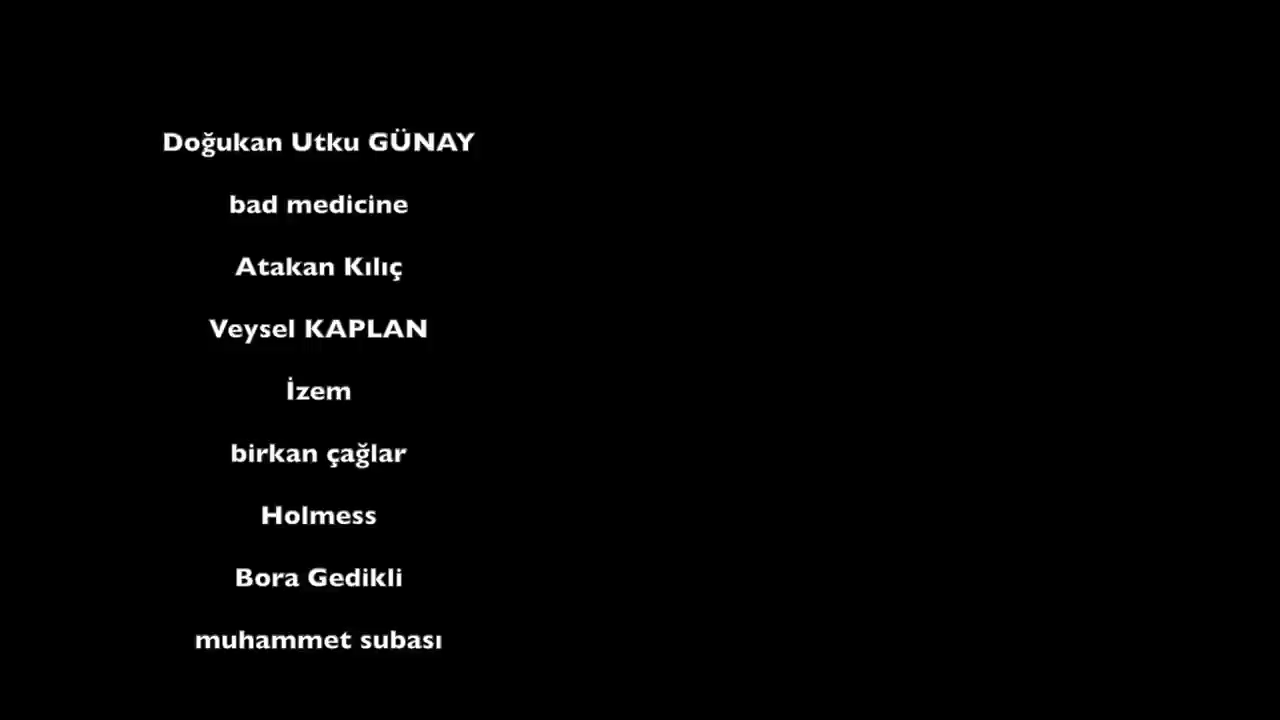 Doğukan Utku GÜNAY
bad medicine
Atakan Kılıç
Veysel KAPLAN
İzem
birkan çağlar
Holmess
Bora Gedikli
muhammet subası